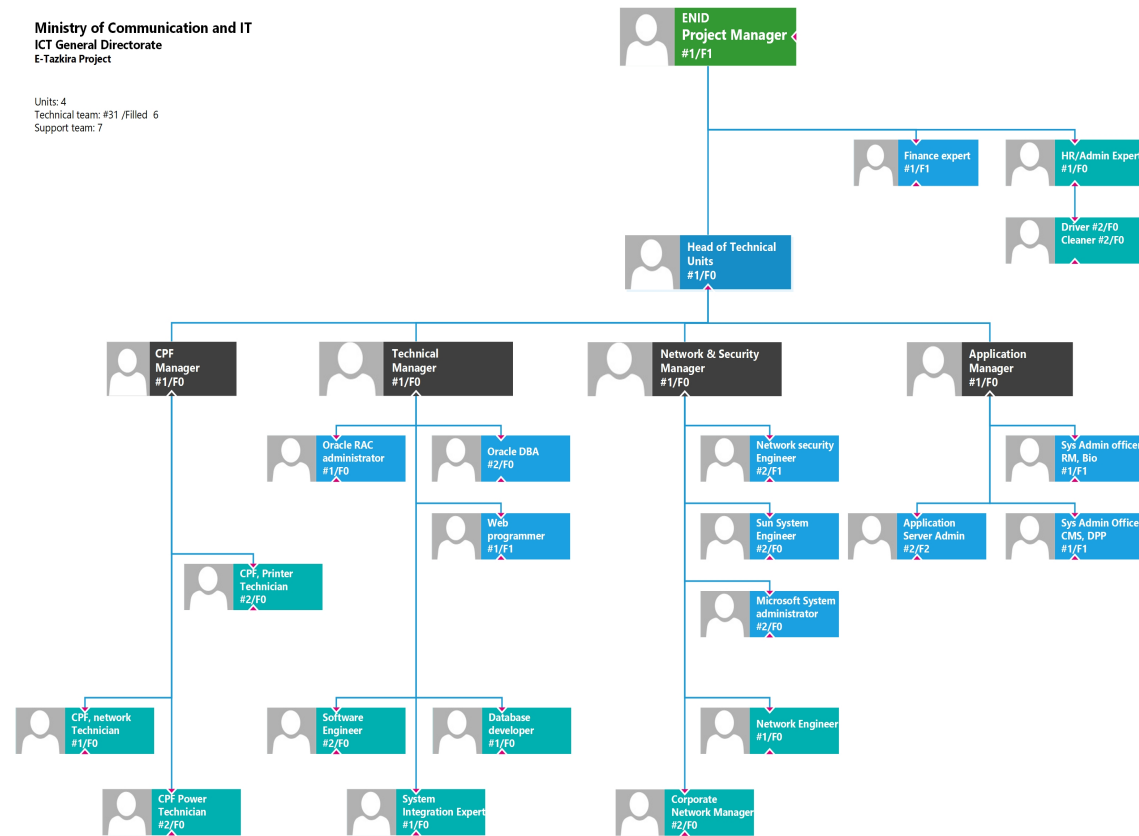 Ministry of Communication and IT
ICT General Directorate
E-Tazkira Project
Units: 4
Technical team: #31 /Filled  6
Support team: 7
ENID
Project Manager
#1/F1
Finance expert
#1/F1
HR/Admin Expert
#1/F0
Driver #2/F0
Cleaner #2/F0
Head of Technical
Units
#1/F0
CPF
Manager
#1/F0
Technical
Manager
#1/F0
Network & Security
Manager
#1/F0
Application
Manager
#1/F0
Oracle RAC
administrator
#1/F0
Oracle DBA
#2/F0
Network security
Engineer
#2/F1
Sys Admin officer
RM, Bio
#1/F1
Web
programmer
#1/F1
Sun System
Engineer
#2/F0
Application
Server Admin
#2/F2
Sys Admin Office
CMS, DPP
#1/F1
CPF, Printer
Technician
#2/F0
Microsoft System
administrator
#2/F0
CPF, network
Technician
#1/F0
Software
Engineer
#2/F0
Database
developer
#1/F0
Network Engineer
#1/F0
CPF Power
Technician
#2/F0
System
Integration Expert
#1/F0
Corporate
Network Manager
#2/F0